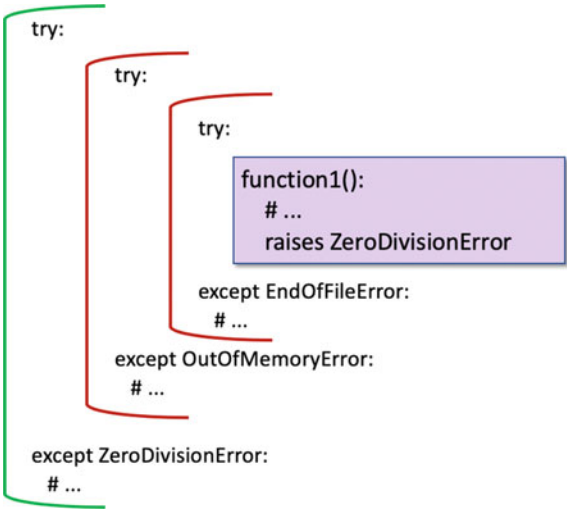 try:
try:
try:
function1():
# ...
raises ZeroDivisionError
except EndOfFileError:
# ...
except OutOfMemoryError:
# ...
except ZeroDivisionError:
# ...